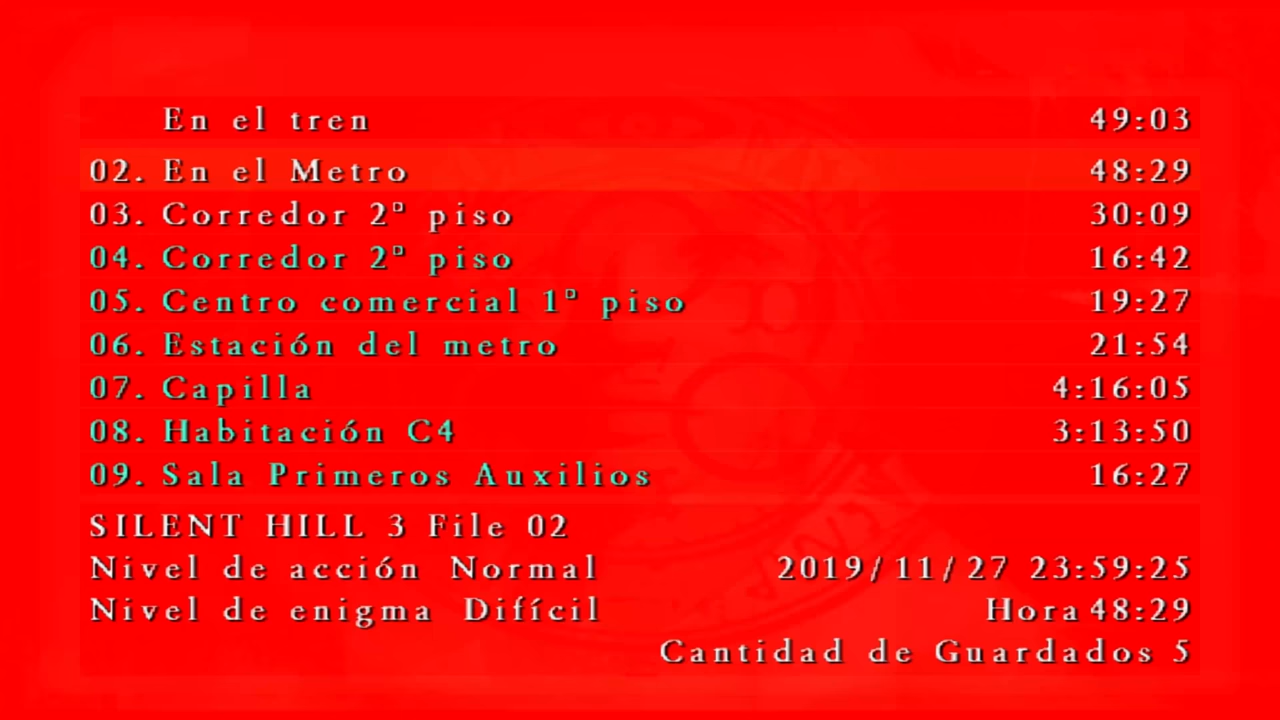 En el tren 49:03
02. En el Metro 48:29
03. Corredor 2º piso 30:09
04. Corredor 2º piso 16:42
05. Centro comercial 1º piso 19:27
06. Estación del metro 21:54
07. Capilla 4:16:05
08. Habitación C4 3:13:50
09. Sala Primeros Auxilios 16:27
SILENT HILL 3 File 02
Nivel de acción Normal 2019/11/27 23:59:25
Nivel de enigma Difícil Hora 48:29
Cantidad de Guardados 5